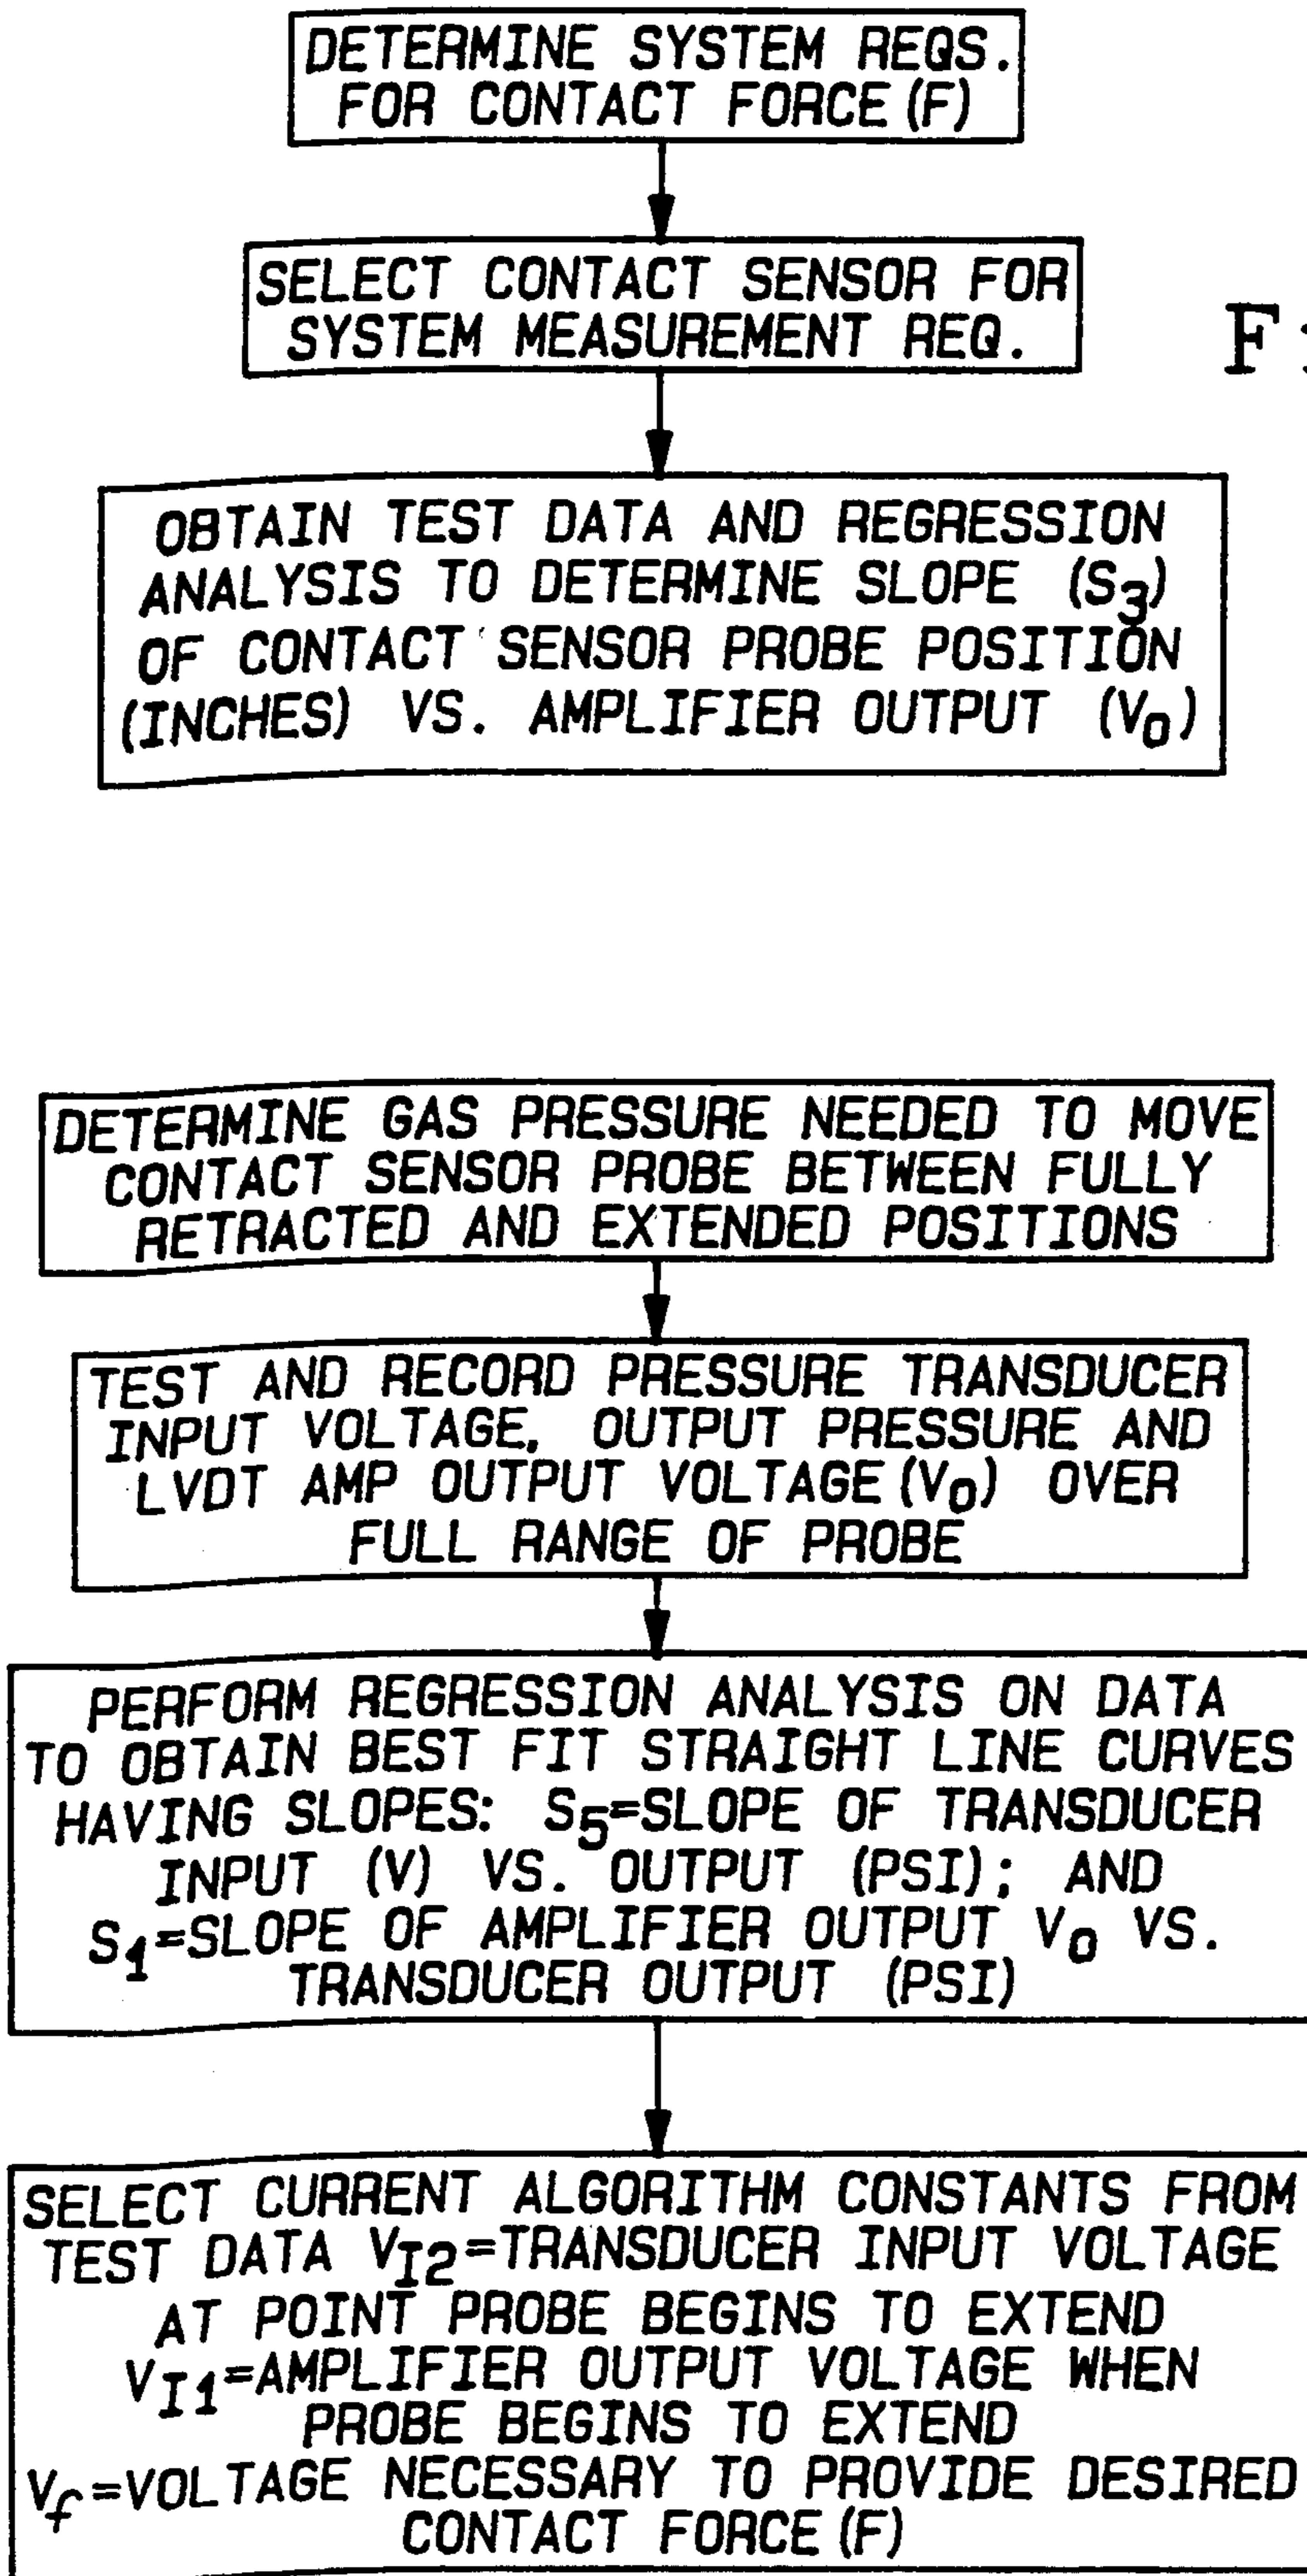 DETERMINE SYSTEM REQS.
FOR CONTACT FORCE (F)
SELECT CONTACT SENSOR FOR
SYSTEM MEASUREMENT REQ.
OBTAIN TEST DATA AND REGRESSION
ANALYSIS TO DETERMINE SLOPE (S3)
OF CONTACT SENSOR PROBE POSITION
(INCHES) VS. AMPLIFIER OUTPUT (VO)
DETERMINE GAS PRESSURE NEEDED TO MOVE
CONTACT SENSOR PROBE BETWEEN FULLY
RETRACTED AND EXTENDED POSITIONS
TEST AND RECORD PRESSURE TRANSDUCER
INPUT VOLTAGE, OUTPUT PRESSURE AND
LVDT AMP OUTPUT VOLTAGE (VO) OVER
FULL RANGE OF PROBE
PERFORM REGRESSION ANALYSIS ON DATA
TO OBTAIN BEST FIT STRAIGHT LINE CURVES
HAVING SLOPES: S5=SLOPE OF TRANSDUCER
INPUT (V) VS. OUTPUT (PSI); AND
S1=SLOPE OF AMPLIFIER OUTPUT VO VS.
TRANSDUCER OUTPUT (PSI)
SELECT CURRENT ALGORITHM CONSTANTS FROM
TEST DATA VI2=TRANSDUCER INPUT VOLTAGE
AT POINT PROBE BEGINS TO EXTEND
VI1=AMPLIFIER OUTPUT VOLTAGE WHEN
PROBE BEGINS TO EXTEND
Vf=VOLTAGE NECESSARY TO PROVIDE DESIRED
CONTACT FORCE (F)